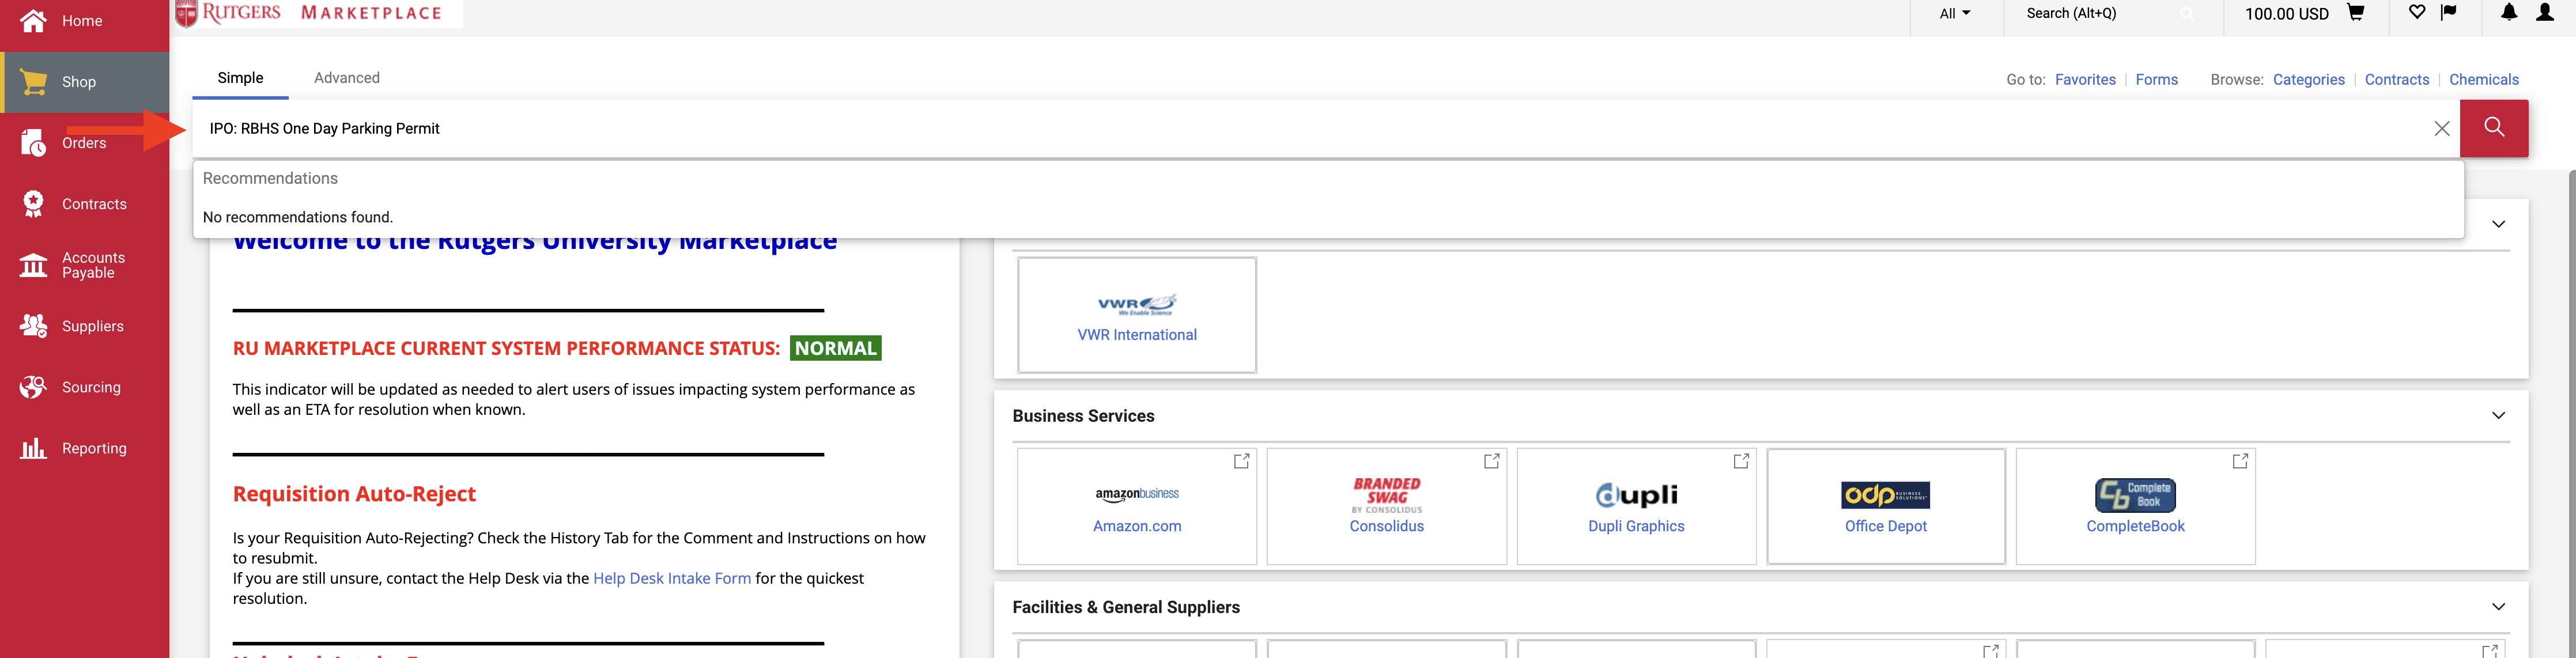 Home
Shop
Orders
Contracts
Accounts
Payable
Suppliers
Sourcing
Reporting
RUTGERS MARKETPLACE
All
Search (Alt+Q)
100.00 USD
Simple
Advanced
Go to: Favorites | Forms
Browse: Categories | Contracts | Chemicals
IPO: RBHS One Day Parking Permit
Recommendations
No recommendations found.
Welcome to the Rutgers University Marketplace
RU MARKETPLACE CURRENT SYSTEM PERFORMANCE STATUS: NORMAL
This indicator will be updated as needed to alert users of issues impacting system performance as
well as an ETA for resolution when known.
Requisition Auto-Reject
Is your Requisition Auto-Rejecting? Check the History Tab for the Comment and Instructions on how
to resubmit.
If you are still unsure, contact the Help Desk via the Help Desk Intake Form for the quickest
resolution.
VWR
We Enable Science
VWR International
Business Services
amazonbusiness
Amazon.com
BRANDED
SWAG
BY CONSOLIDUS
Consolidus
dupli
Dupli Graphics
odp BUSINESS SOLUTIONS
Office Depot
Cb Complete
Book
CompleteBook
Facilities & General Suppliers